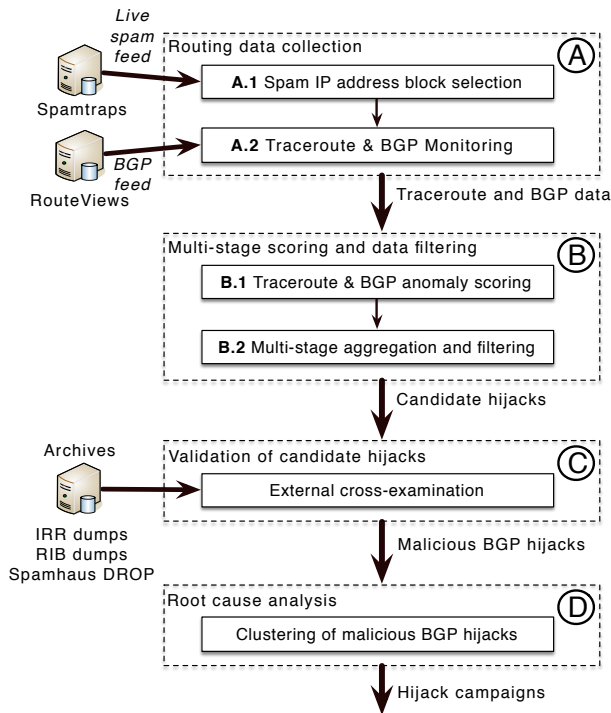 Live
spam
feed
Spamtraps
Routing data collection
A
A.1 Spam IP address block selection
A.2 Traceroute & BGP Monitoring
BGP
feed
RouteViews
Traceroute and BGP data
Multi-stage scoring and data filtering
B
B.1 Traceroute & BGP anomaly scoring
B.2 Multi-stage aggregation and filtering
Candidate hijacks
Archives
IRR dumps
RIB dumps
Spamhaus DROP
Validation of candidate hijacks
C
External cross-examination
Malicious BGP hijacks
Root cause analysis
D
Clustering of malicious BGP hijacks
Hijack campaigns